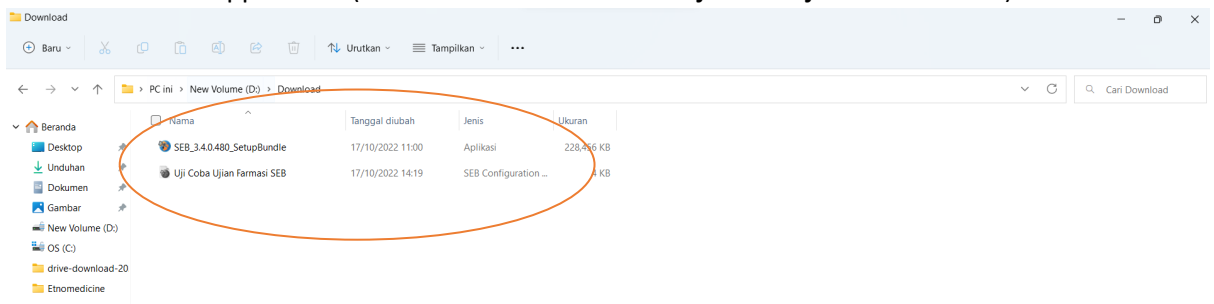 Download
Baru
Urutkan
Tampilkan
PC ini > New Volume (D:) > Download
Cari Download
Nama Tanggal diubah Jenis Ukuran
SEB_3.4.0.480_SetupBundle 17/10/2022 11:00 Aplikasi 228,456 KB
Uji Coba Ujian Farmasi SEB 17/10/2022 14:19 SEB Configuration ... KB
Beranda
Desktop
Unduhan
Dokumen
Gambar
New Volume (D:)
OS (C:)
drive-download-20
Etnomedicine